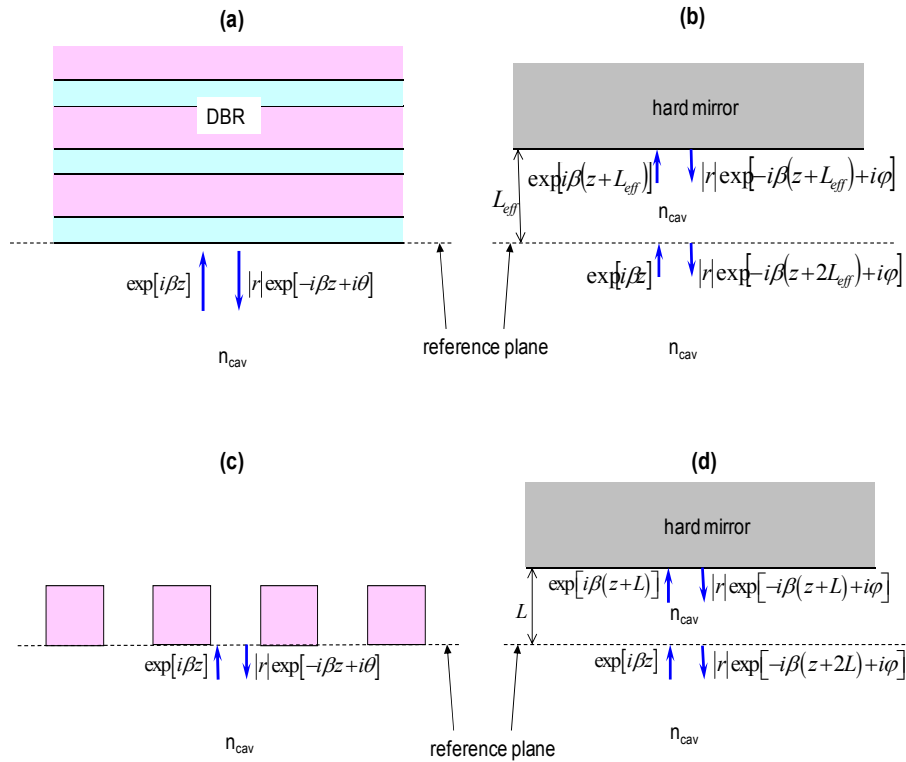 (a)
(b)
DBR
hard mirror
exp[iβ(z+L_eff)]
|r|exp[-iβ(z+L_eff)+iφ]
L_eff
n_cav
exp[iβz]
|r|exp[-iβz+iθ]
exp[iβz]
|r|exp[-iβ(z+2L_eff)+iφ]
reference plane
n_cav
n_cav
(c)
(d)
hard mirror
exp[iβ(z+L)]
|r|exp[-iβ(z+L)+iφ]
L
n_cav
exp[iβz]
|r|exp[-iβz+iθ]
exp[iβz]
|r|exp[-iβ(z+2L)+iφ]
n_cav
reference plane
n_cav